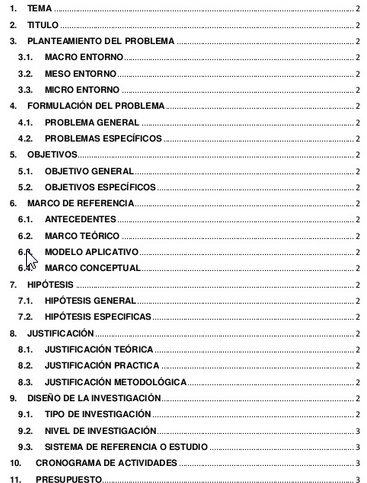 1. TEMA ........ 2
2. TITULO ........ 2
3. PLANTEAMIENTO DEL PROBLEMA ........ 2
3.1. MACRO ENTORNO ........ 2
3.2. MESO ENTORNO ........ 2
3.3. MICRO ENTORNO ........ 2
4. FORMULACIÓN DEL PROBLEMA ........ 2
4.1. PROBLEMA GENERAL ........ 2
4.2. PROBLEMAS ESPECÍFICOS ........ 2
5. OBJETIVOS ........ 2
5.1. OBJETIVO GENERAL ........ 2
5.2. OBJETIVOS ESPECÍFICOS ........ 2
6. MARCO DE REFERENCIA ........ 2
6.1. ANTECEDENTES ........ 2
6.2. MARCO TEÓRICO ........ 2
6.3. MODELO APLICATIVO ........ 2
6.4. MARCO CONCEPTUAL ........ 2
7. HIPÓTESIS ........ 2
7.1. HIPÓTESIS GENERAL ........ 2
7.2. HIPÓTESIS ESPECIFICAS ........ 2
8. JUSTIFICACIÓN ........ 2
8.1. JUSTIFICACIÓN TEÓRICA ........ 2
8.2. JUSTIFICACIÓN PRACTICA ........ 2
8.3. JUSTIFICACIÓN METODOLÓGICA ........ 2
9. DISEÑO DE LA INVESTIGACIÓN ........ 2
9.1. TIPO DE INVESTIGACIÓN ........ 2
9.2. NIVEL DE INVESTIGACIÓN ........ 3
9.3. SISTEMA DE REFERENCIA O ESTUDIO ........ 3
10. CRONOGRAMA DE ACTIVIDADES ........ 3
11. PRESUPUESTO ........ 3